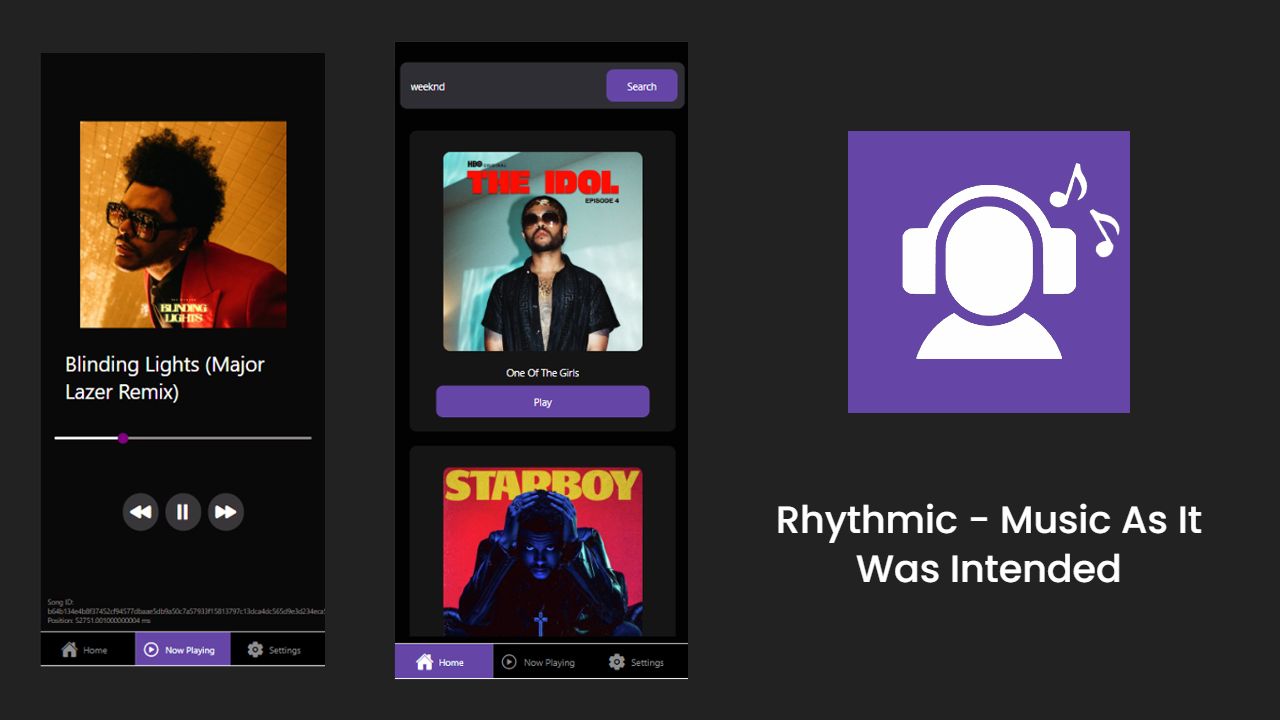 BLINDING
LIGHTS
Blinding Lights (Major
Lazer Remix)
Song ID:
Position: 52751.001000000004 ms
Home
Now Playing
Settings
weeknd
Search
HBO
THE IDOL
EPISODE 4
One Of The Girls
Play
STARBOY
Home
Now Playing
Settings
Rhythmic - Music As It
Was Intended